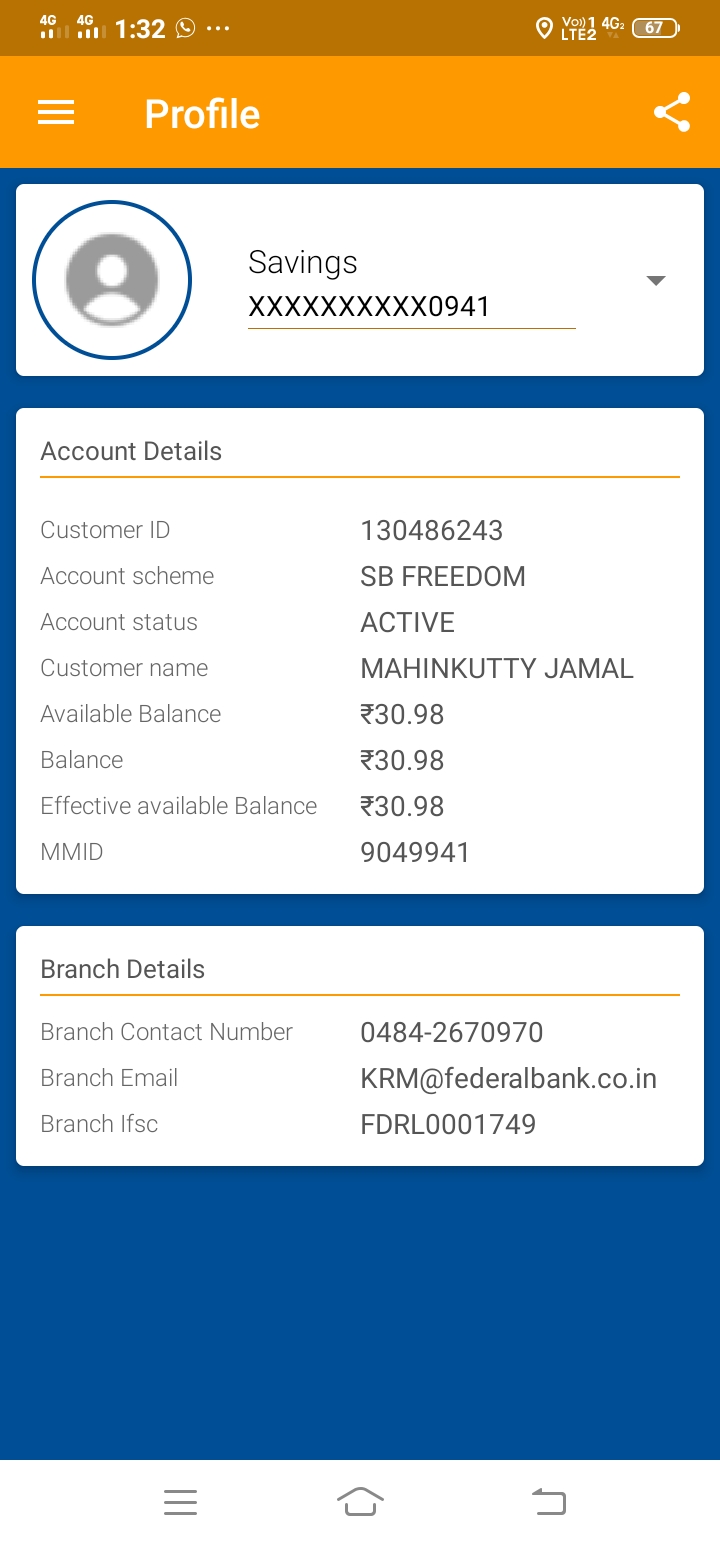 4G 4G 1:32 ... Vo)) 1 LTE2 4G2 67
Profile
Savings
XXXXXXXXXX0941
Account Details
Customer ID 130486243
Account scheme SB FREEDOM
Account status ACTIVE
Customer name MAHINKUTTY JAMAL
Available Balance ₹30.98
Balance ₹30.98
Effective available Balance ₹30.98
MMID 9049941
Branch Details
Branch Contact Number 0484-2670970
Branch Email KRM@federalbank.co.in
Branch Ifsc FDRL0001749